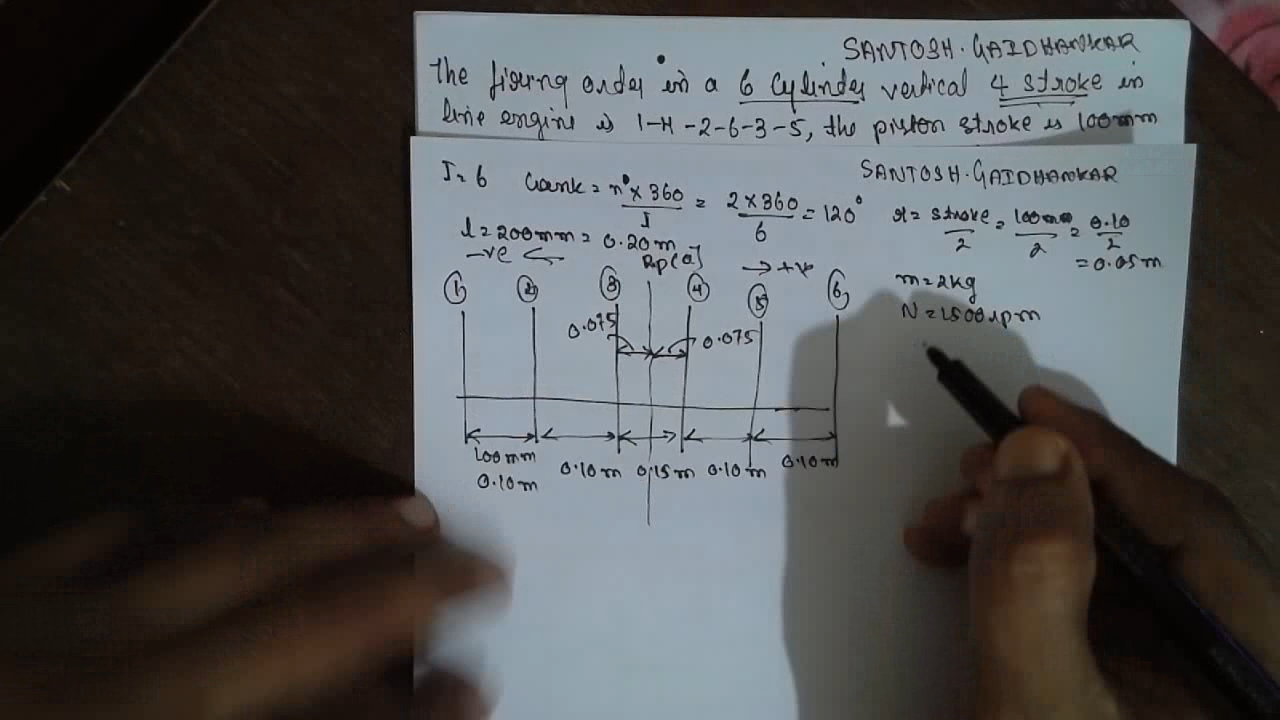 SANTOSH.GAIDHANKAR
The firing order in a 6 Cylinder vertical 4 stroke in
line engine is 1-4-2-6-3-5, the piston stroke is 100mm
SANTOSH.GAIDHANKAR
I=6 Crank = n° × 360 / I = 2 × 360 / 6 = 120°
r = stroke / 2 = 100mm / 2 = 0.10 / 2
= 0.05m
l = 200mm = 0.20m
-ve ← Rp(a) → +ve
m = 2kg
N = 1500 rpm
1 2 3 4 5 6
0.075 0.075
100mm 0.10m 0.15m 0.10m 0.10m
0.10m